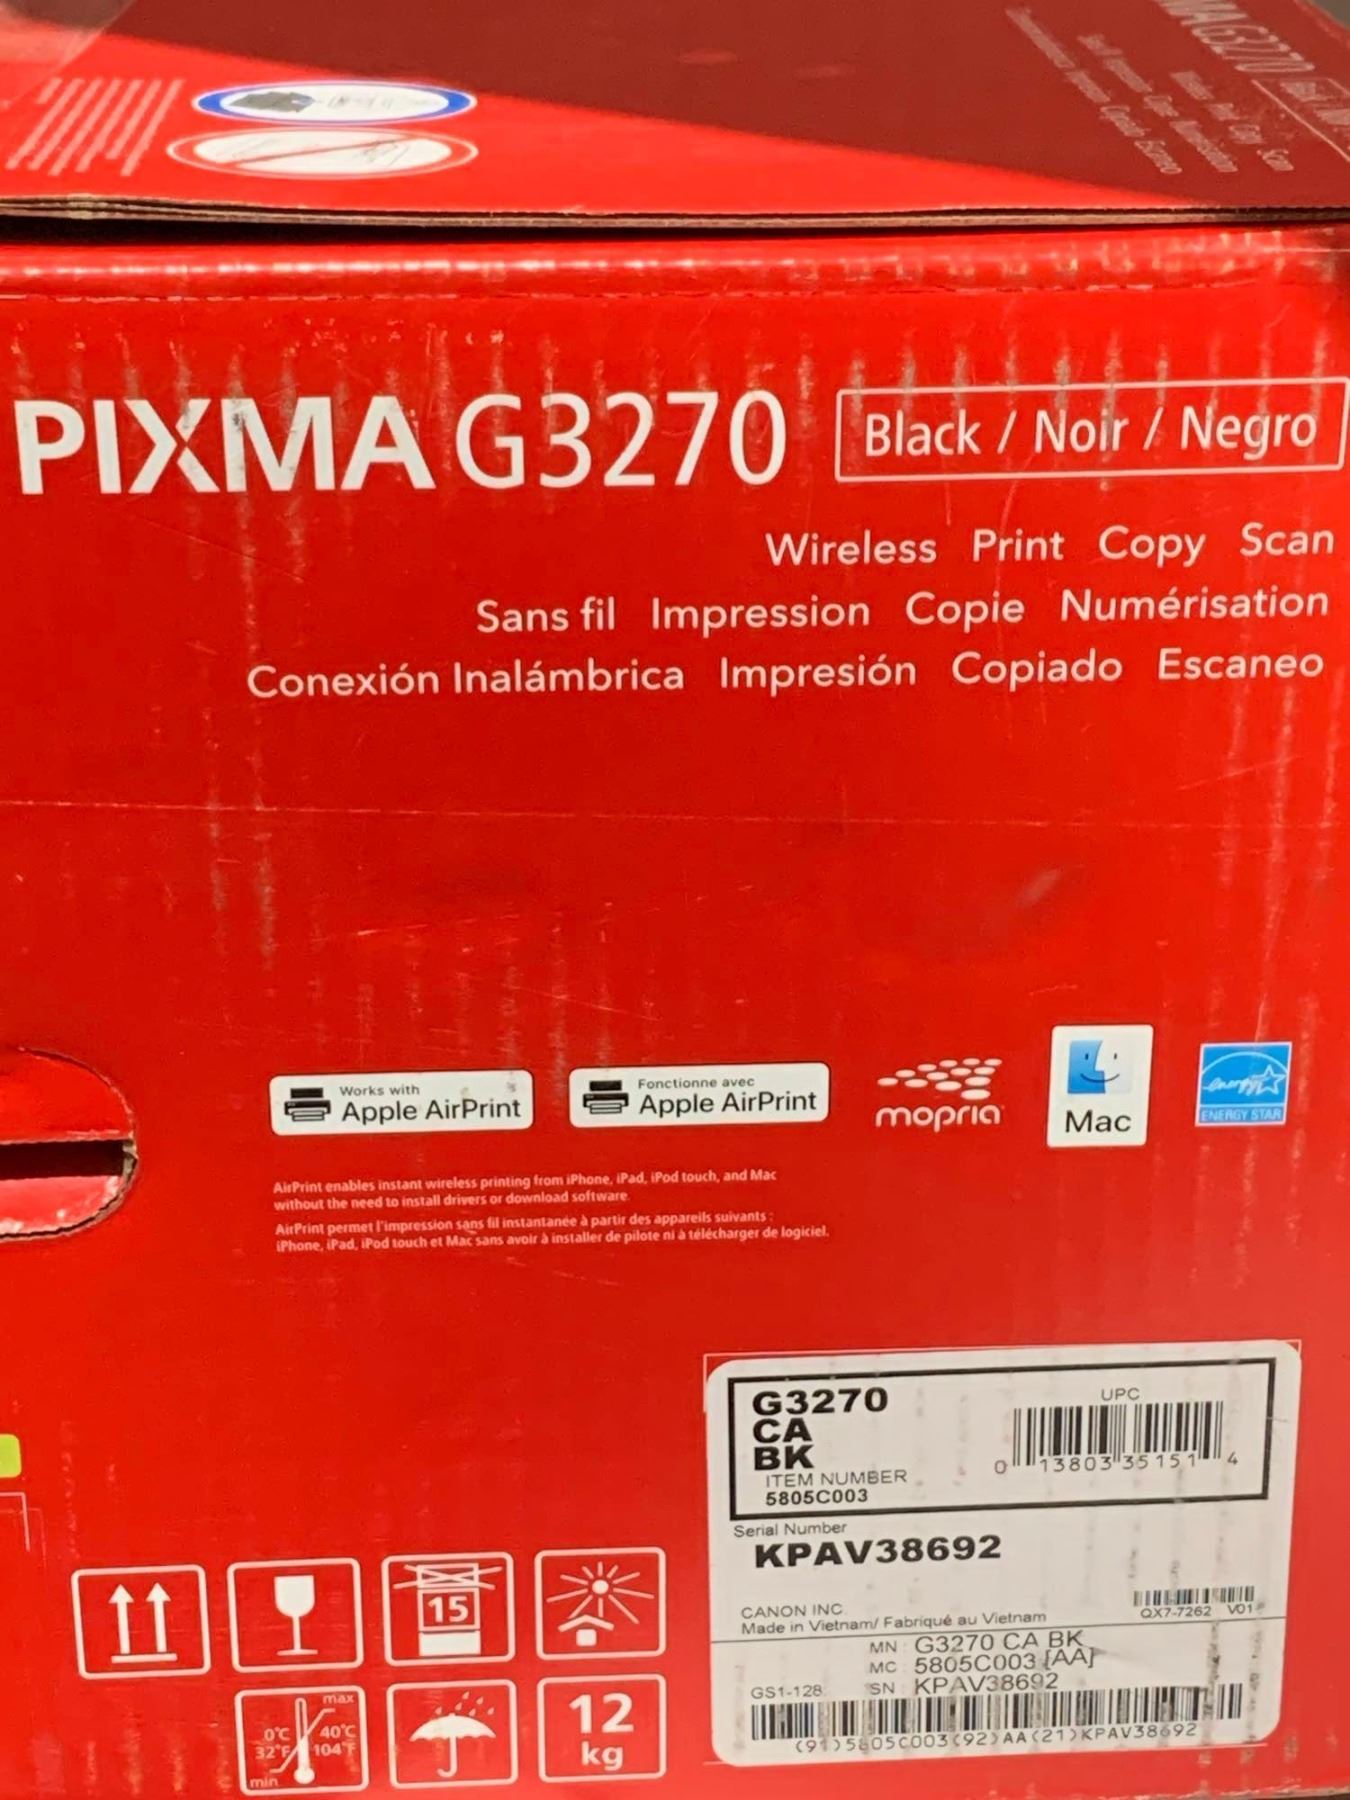 MA G3270
PIXMA G3270 Black / Noir / Negro
Wireless Print Copy Scan
Sans fil Impression Copie Numérisation
Conexión Inalámbrica Impresión Copiado Escaneo
Works with
Apple AirPrint
Fonctionne avec
Apple AirPrint
mopria
Mac
energy
ENERGY STAR
AirPrint enables instant wireless printing from iPhone, iPad, iPod touch, and Mac
without the need to install drivers or download software.
AirPrint permet l'impression sans fil instantanée à partir des appareils suivants :
iPhone, iPad, iPod touch et Mac sans avoir à installer de pilote ni à télécharger de logiciel.
G3270
CA
BK
ITEM NUMBER
5805C003
UPC
0 13803 35151 4
Serial Number
KPAV38692
CANON INC.
Made in Vietnam/ Fabriqué au Vietnam
QX7-7262 V01
MN : G3270 CA BK
MC : 5805C003 [AA]
GS1-128: SN : KPAV38692
(91)5805C003(92)AA(21)KPAV38692
15
max
0°C 40°C
32°F 104°F
min
12
kg